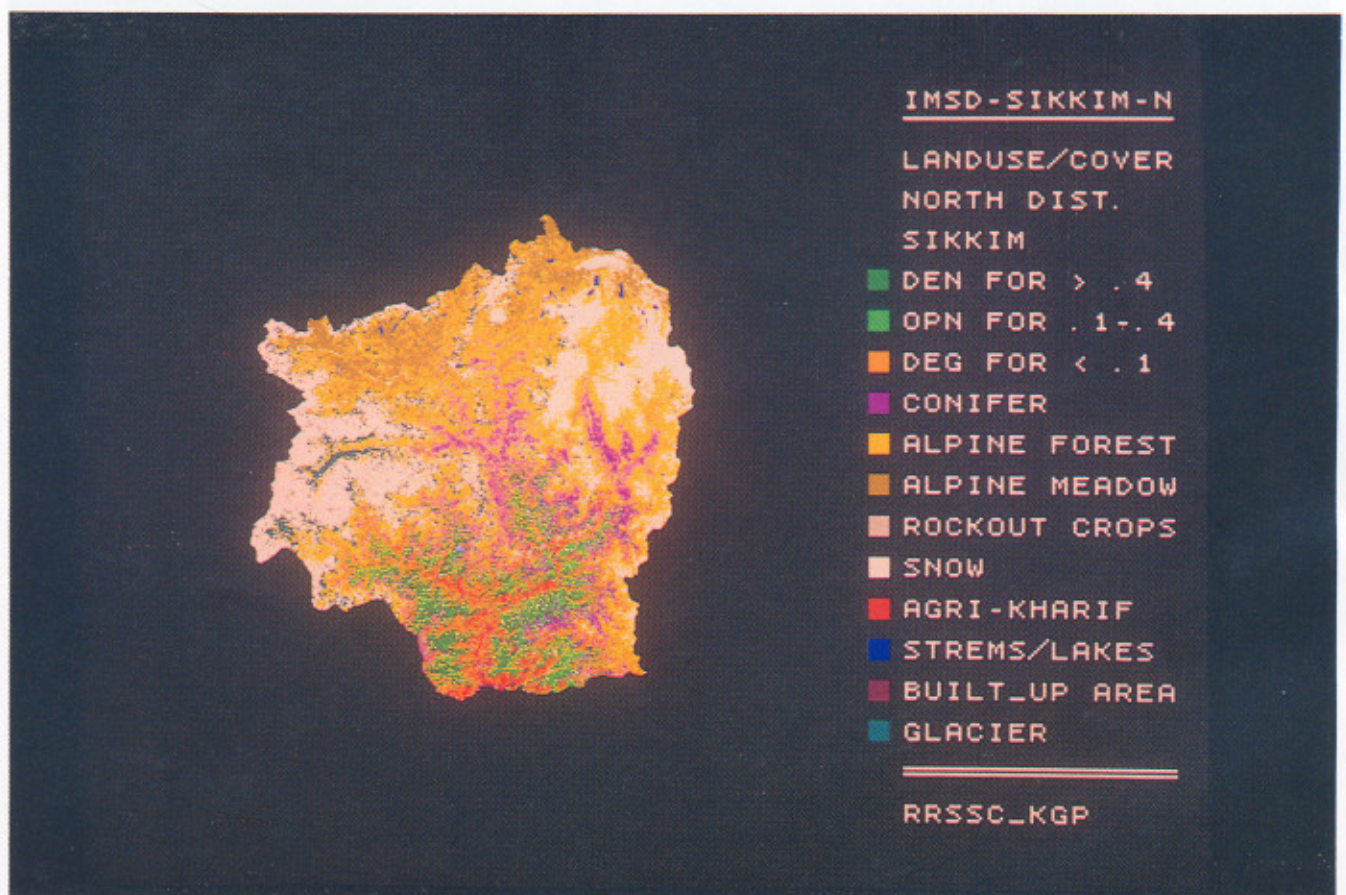 IMSD-SIKKIM-N
LANDUSE/COVER
NORTH DIST.
SIKKIM
DEN FOR > .4
OPN FOR .1-.4
DEG FOR < .1
CONIFER
ALPINE FOREST
ALPINE MEADOW
ROCKOUT CROPS
SNOW
AGRI-KHARIF
STREMS/LAKES
BUILT_UP AREA
GLACIER
RRSSC_KGP